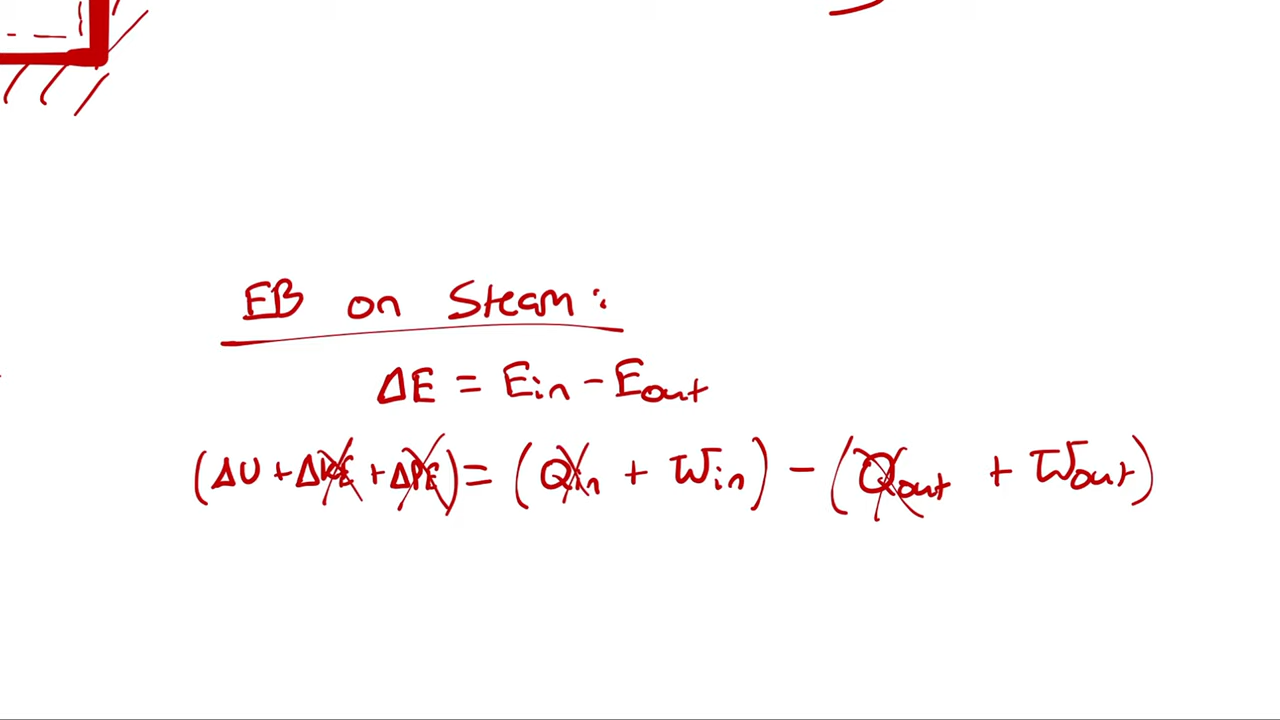 EB on Steam:
ΔE = Ein - Eout
(ΔU + ΔKE + ΔPE) = (Qin + Win) - (Qout + Wout)